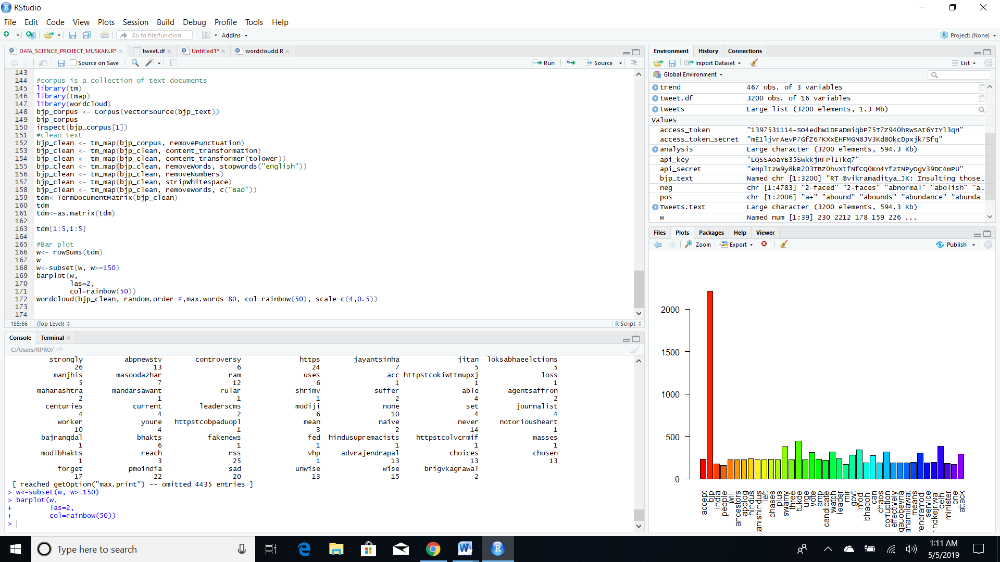 RStudio
File Edit Code View Plots Session Build Debug Profile Tools Help
Go to file/function Addins Project: (None)
DATA_SCIENCE_PROJECT_MUSKAN.R* tweet.df Untitled1* wordcloudd.R
Source on Save Run Source
143
144 #corpus is a collection of text documents
145 library(tm)
146 library(tmap)
147 library(wordcloud)
148 bjp_corpus <- Corpus(VectorSource(bjp_text))
149 bjp_corpus
150 inspect(bjp_corpus[1])
151 #clean text
152 bjp_clean <- tm_map(bjp_corpus, removePunctuation)
153 bjp_clean <- tm_map(bjp_clean, content_transformation)
154 bjp_clean <- tm_map(bjp_clean, content_transformer(tolower))
155 bjp_clean <- tm_map(bjp_clean, removeWords, stopwords("english"))
156 bjp_clean <- tm_map(bjp_clean, removeNumbers)
157 bjp_clean <- tm_map(bjp_clean, stripWhitespace)
158 bjp_clean <- tm_map(bjp_clean, removeWords, c("Bad"))
159 tdm<-TermDocumentMatrix(bjp_clean)
160 tdm
161 tdm<-as.matrix(tdm)
162
163 tdm[1:5,1:5]
164
165 #Bar plot
166 w<- rowSums(tdm)
167 w
168 w<-subset(w, w>=150)
169 barplot(w,
170 las=2,
171 col=rainbow(50))
172 wordcloud(bjp_clean, random.order=F,max.words=80, col=rainbow(50), scale=c(4,0.5))
173
174
155:66 (Top Level) R Script
Console Terminal
C:/Users/RPRO/
strongly abpnewstv controversy https jayantsinha jitan loksabhaeelctions
26 13 6 24 7 5 5
manjhis masoodazhar ram uses acc httpstcokiwttmupxj loss
5 7 12 6 1 1 1
maharashtra mandarsawant rular shrimv suffer able agentsaffron
2 1 1 1 2 4 2
centuries current leaderscms modiji none set journalist
4 4 2 6 10 4 4
worker youre httpstcobpaduopl mean naive never notoriousheart
10 4 1 3 2 14 1
bajrangdal bhakts fakenews fed hindusupremacists httpstcolvcrmif masses
1 6 1 1 1 1 1
modibhakts reach rss vhp advrajendrapal choices chosen
1 3 25 1 13 13 13
forget pmoindia sad unwise wise brigvkagrawal
17 22 20 13 15 2
[ reached getOption("max.print") -- omitted 4435 entries ]
> w<-subset(w, w>=150)
> barplot(w,
+ las=2,
+ col=rainbow(50))
>
Environment History Connections
Import Dataset List
Global Environment
trend 467 obs. of 3 variables
tweet.df 3200 obs. of 16 variables
tweets Large list (3200 elements, 1.3 Mb)
Values
access_token
access_token_secret
analysis Large character (3200 elements, 594.3 Kb)
api_key
api_secret
bjp_text Named chr [1:3200] "RT @vikramaditya_JK: Insulting those…
neg chr [1:4783] "2-faced" "2-faces" "abnormal" "abolish" "a…
pos chr [1:2006] "a+" "abound" "abounds" "abundance" "abunda…
Tweets.text Large character (3200 elements, 594.3 Kb)
w Named num [1:39] 230 2212 178 159 226 ...
Files Plots Packages Help Viewer
Zoom Export Publish
2000
1500
1000
500
0
accept bjp india people will ancestors apolog hindus anishindus left phases plus swamy three tukde urge vote amp candidate watch leader mir govt modi bhadohi can chaos corruption effectively gauobevna ahamilawat means rendramodi service vindkejriwal delhi minister one attack
Type here to search
1:11 AM
5/5/2019